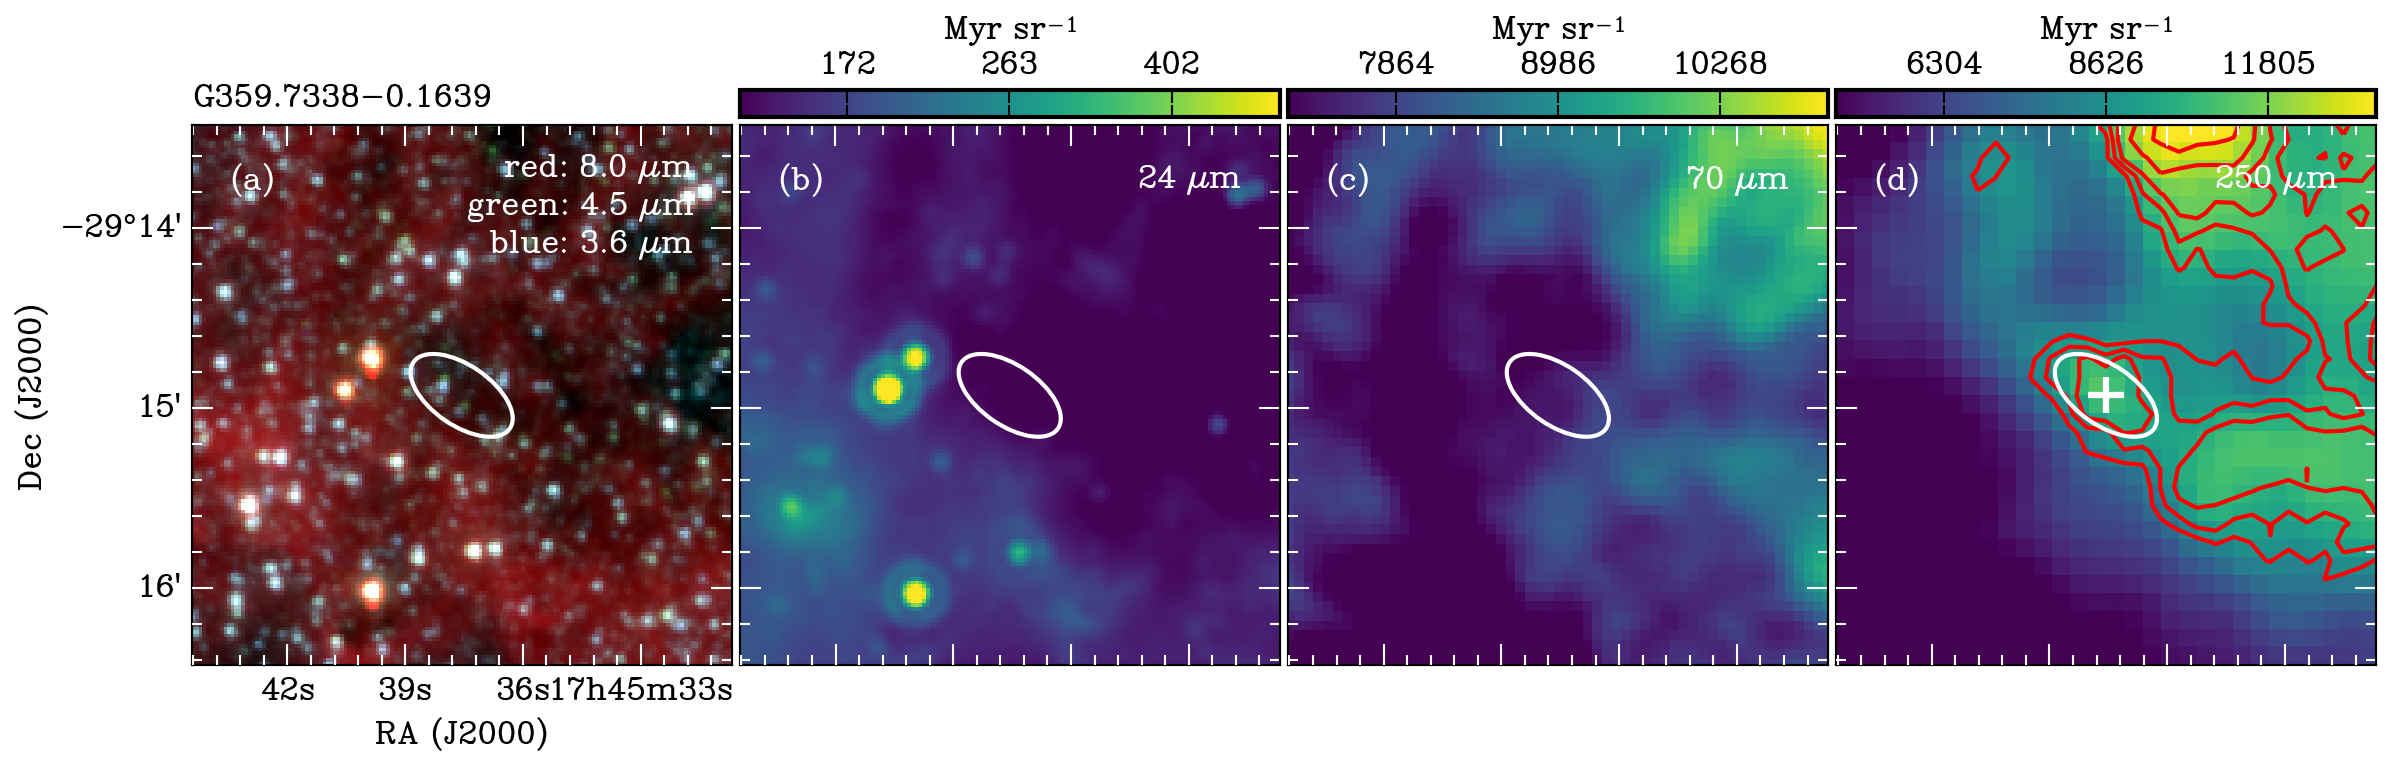 Myr sr⁻¹
Myr sr⁻¹
Myr sr⁻¹
172 263 402
7864 8986 10268
6304 8626 11805
G359.7338−0.1639
(a)
red: 8.0 μm
green: 4.5 μm
blue: 3.6 μm
(b)
24 μm
(c)
70 μm
(d)
250 μm
−29°14'
15'
16'
Dec (J2000)
42s 39s 36s17h45m33s
RA (J2000)